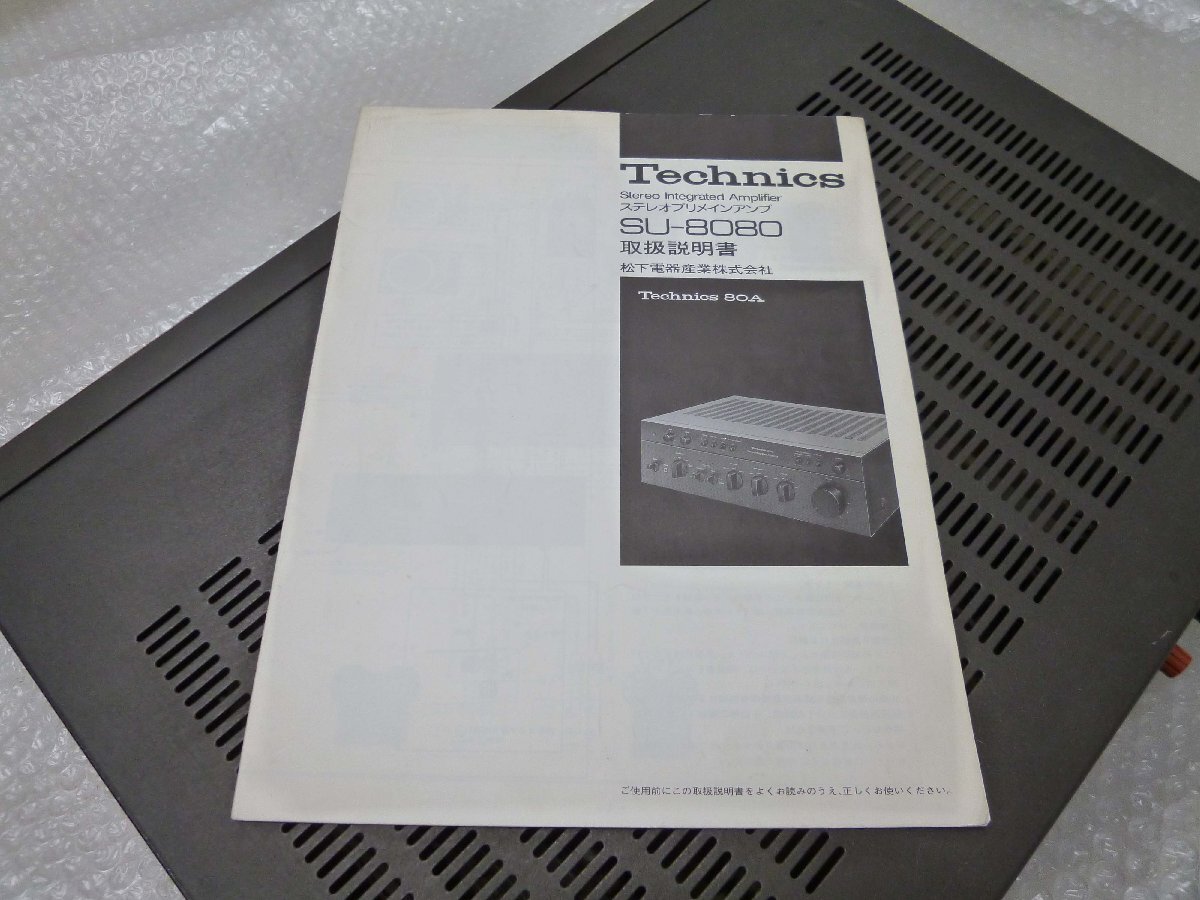 Technics
Stereo Integrated Amplifier
ステレオプリメインアンプ
SU-8080
取扱説明書
松下電器産業株式会社
Technics 80A
ご使用前にこの取扱説明書をよくお読みのうえ、正しくお使いください。